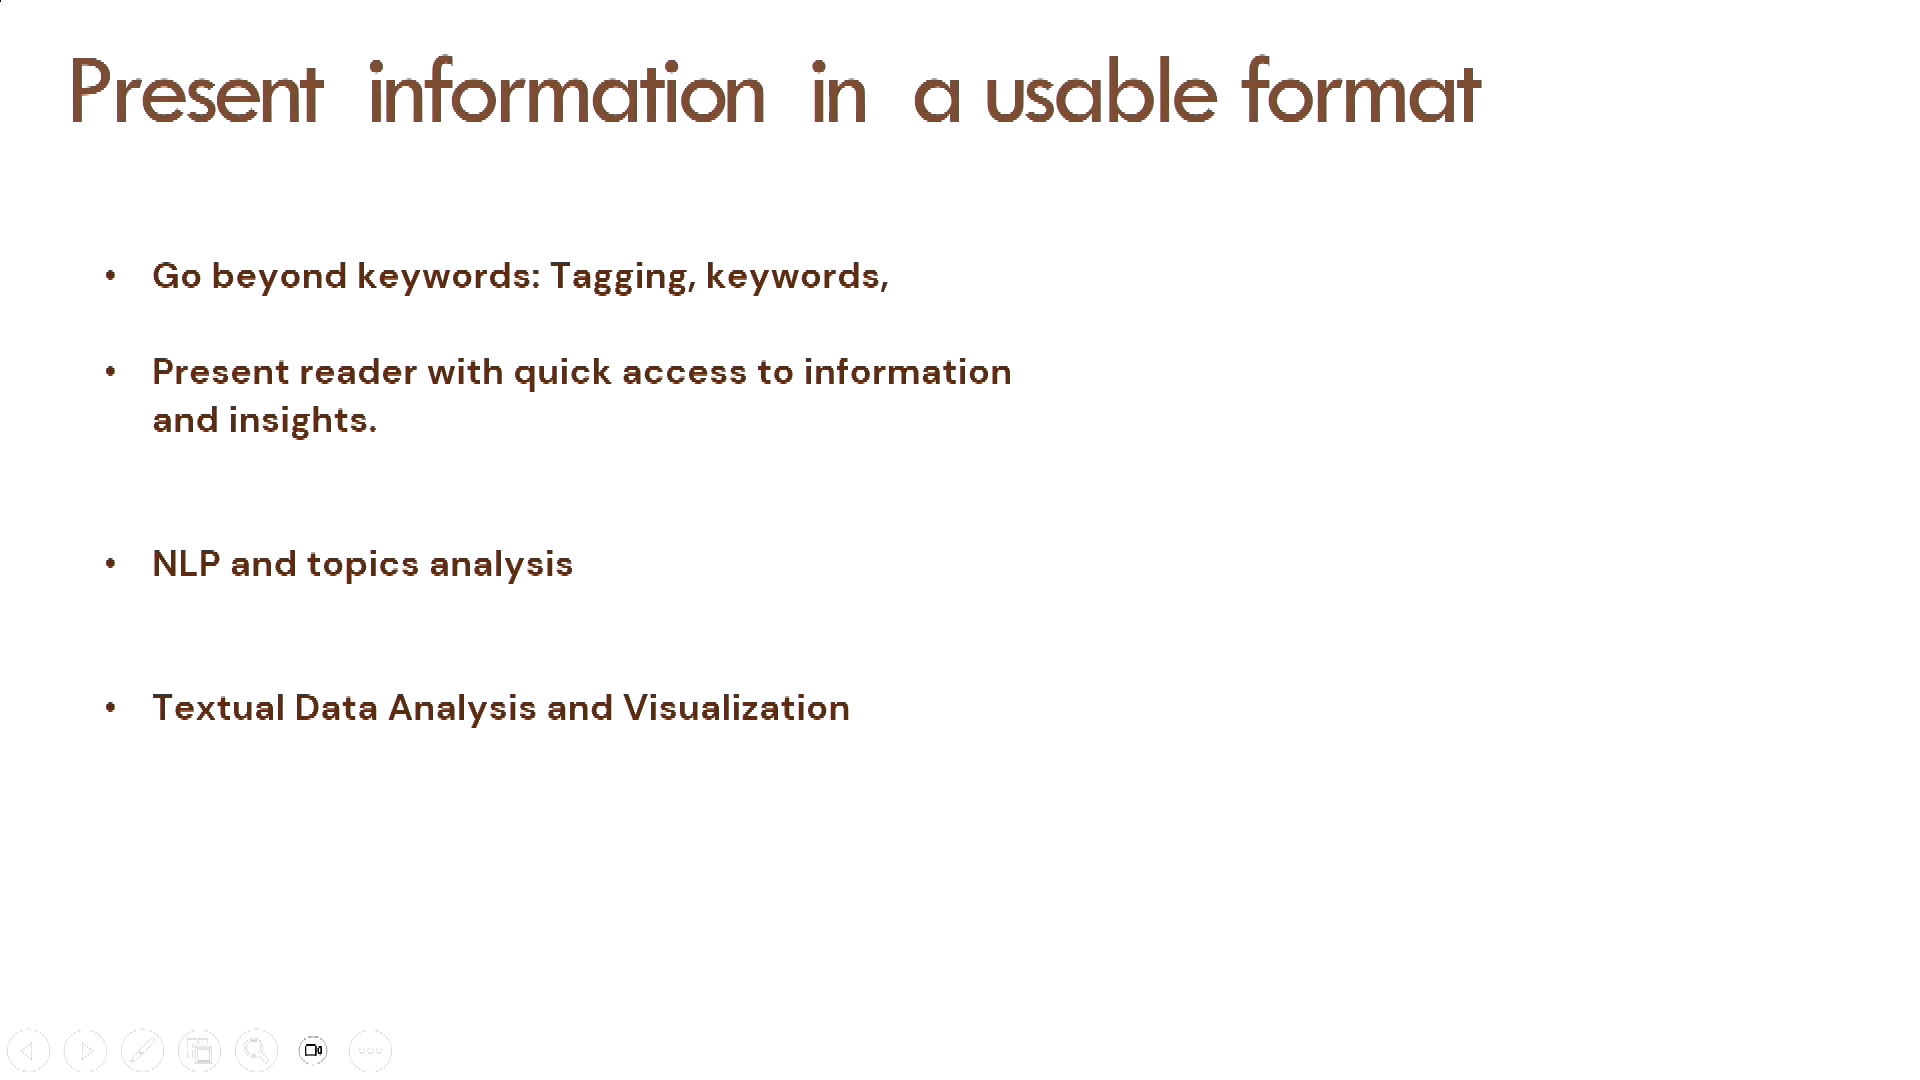 Present information in a usable format
• Go beyond keywords: Tagging, keywords,
• Present reader with quick access to information
and insights.
• NLP and topics analysis
• Textual Data Analysis and Visualization